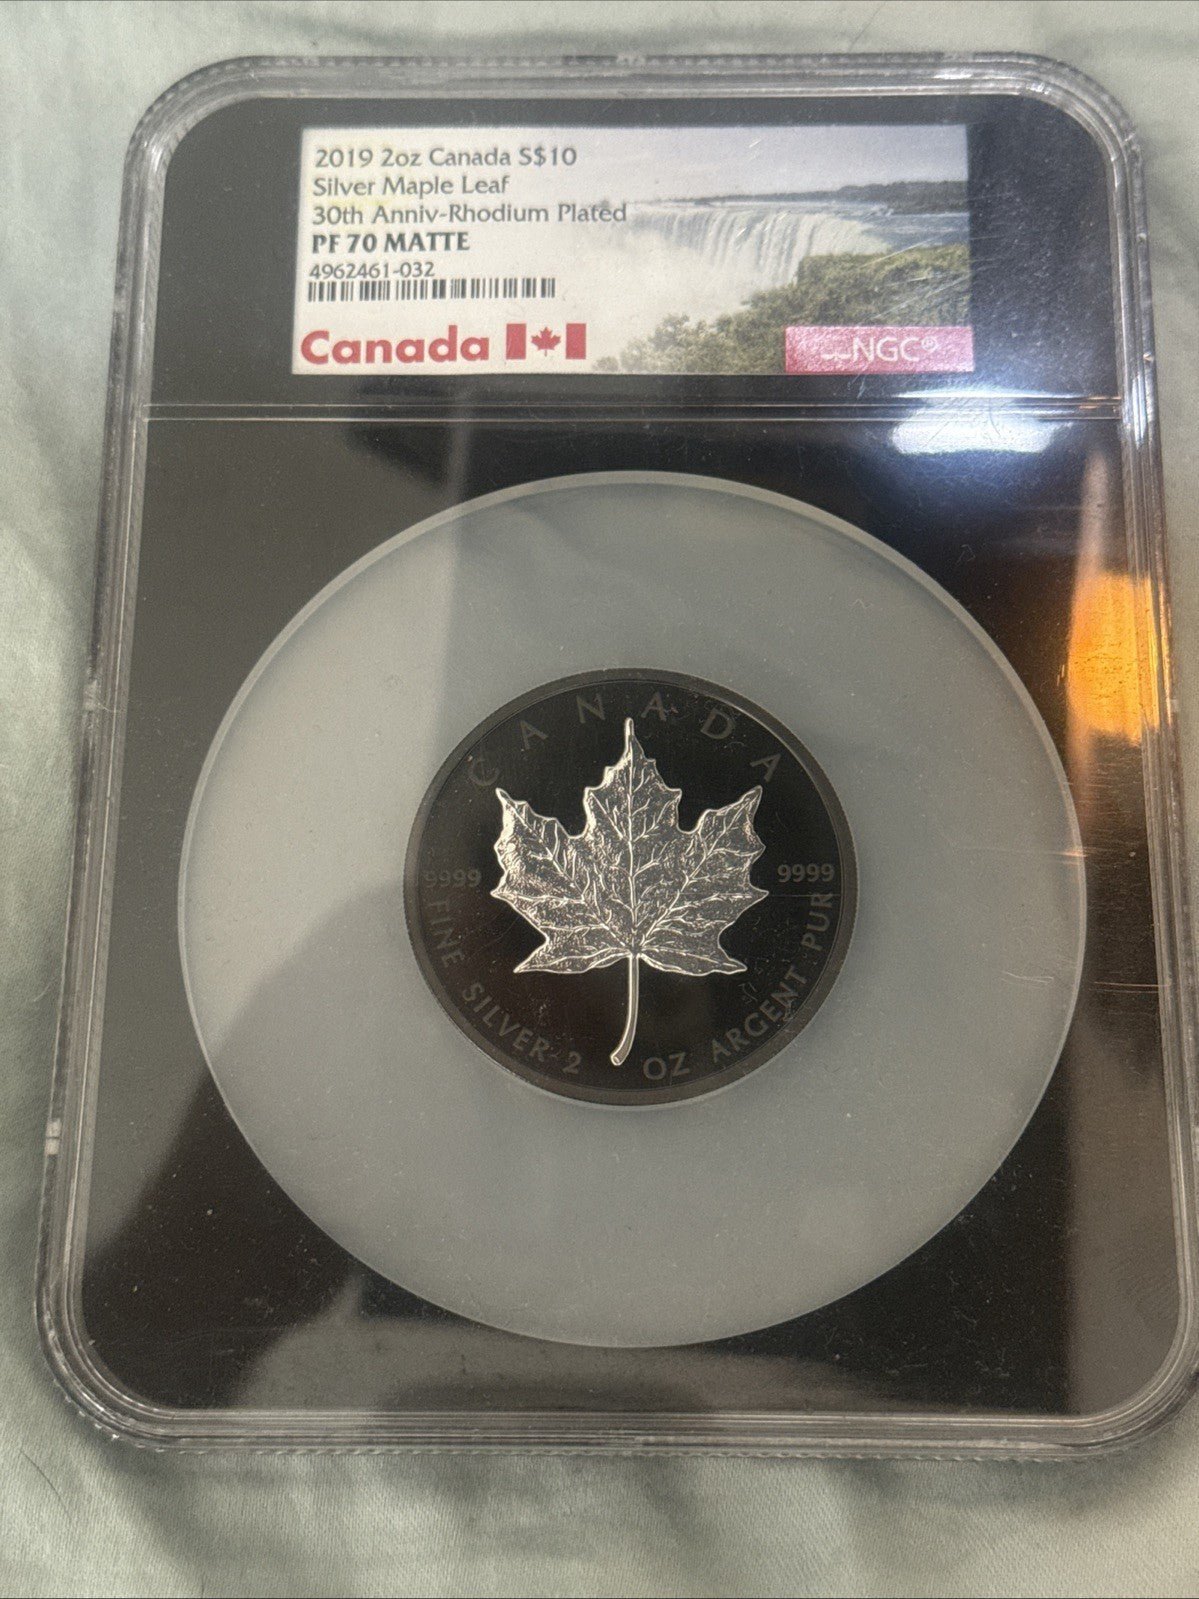 2019 2oz Canada S$10
Silver Maple Leaf
30th Anniv-Rhodium Plated
PF 70 MATTE
4962461-032
Canada
NGC®
CANADA
9999
9999
FINE SILVER 2 OZ ARGENT PUR